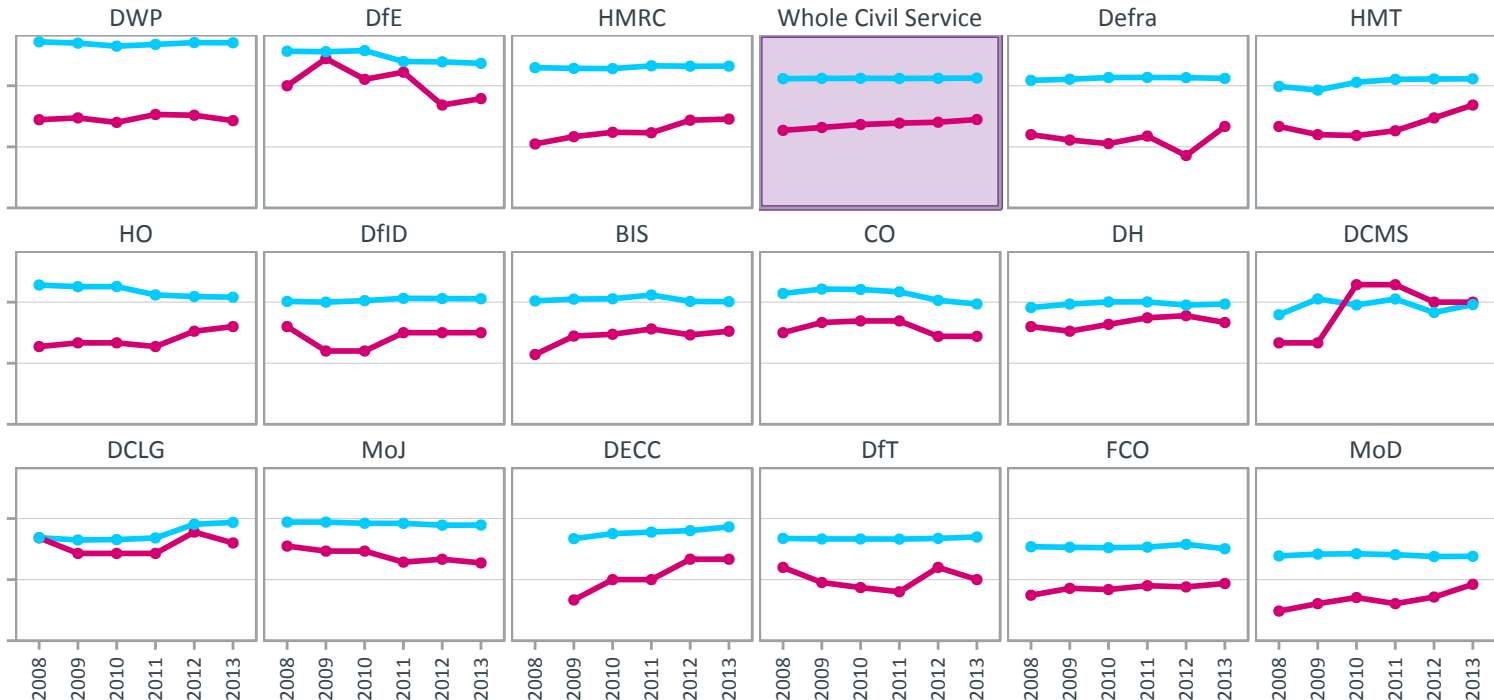 DWP DfE HMRC Whole Civil Service Defra HMT
HO DfID BIS CO DH DCMS
DCLG MoJ DECC DfT FCO MoD
2008 2009 2010 2011 2012 2013 2008 2009 2010 2011 2012 2013 2008 2009 2010 2011 2012 2013 2008 2009 2010 2011 2012 2013 2008 2009 2010 2011 2012 2013 2008 2009 2010 2011 2012 2013